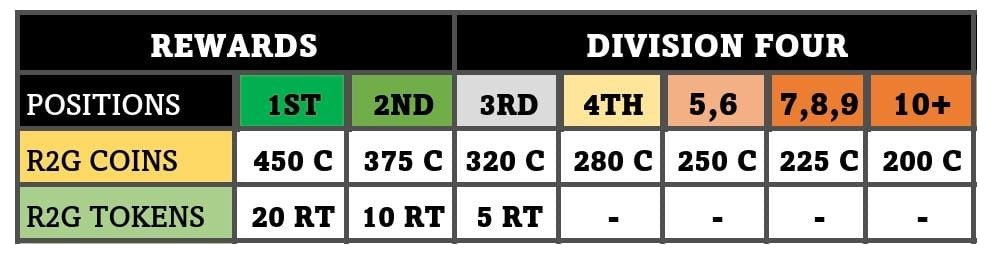 REWARDS DIVISION FOUR
POSITIONS 1ST 2ND 3RD 4TH 5,6 7,8,9 10+
R2G COINS 450 C 375 C 320 C 280 C 250 C 225 C 200 C
R2G TOKENS 20 RT 10 RT 5 RT - - - -